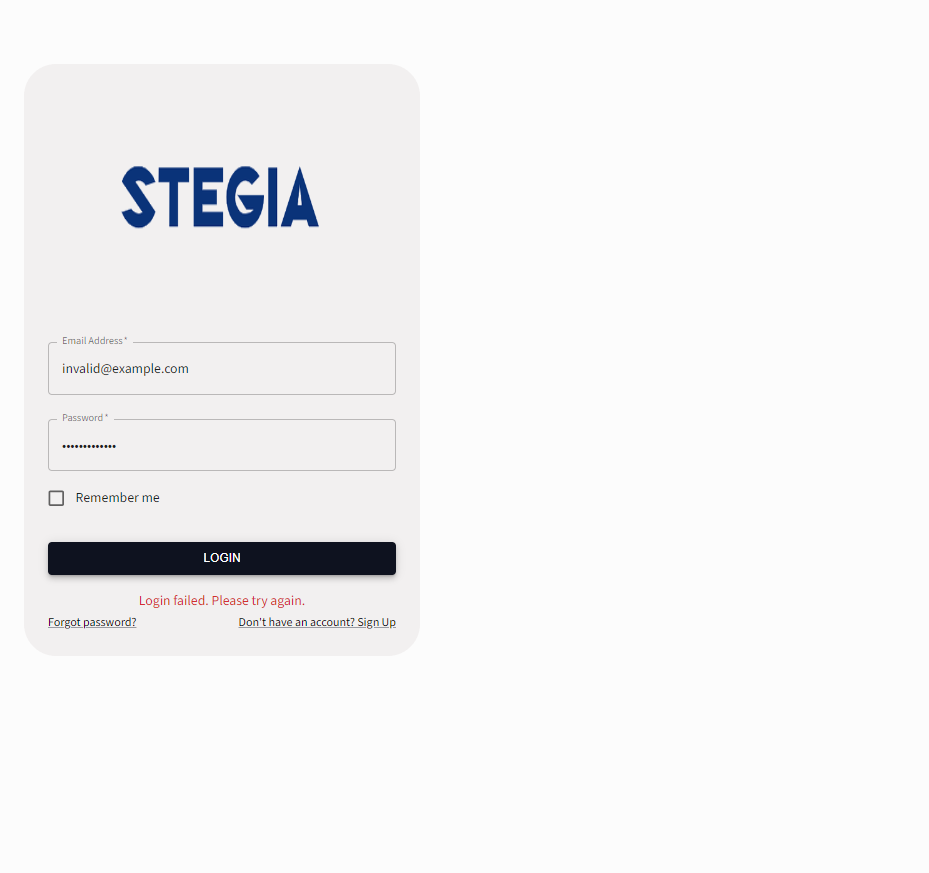 STEGIA
Email Address *
invalid@example.com
Password *
•••••••••••••
Remember me
LOGIN
Login failed. Please try again.
Forgot password? Don't have an account? Sign Up